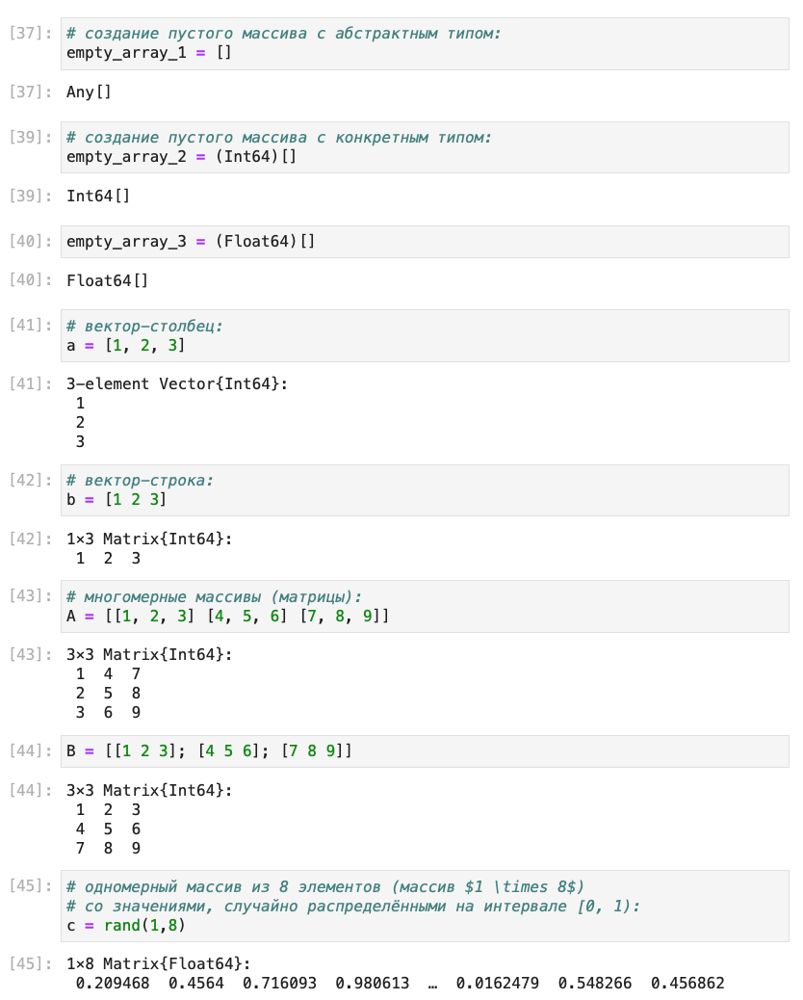 [37]: # создание пустого массива с абстрактным типом:
empty_array_1 = []
[37]: Any[]
[39]: # создание пустого массива с конкретным типом:
empty_array_2 = (Int64)[]
[39]: Int64[]
[40]: empty_array_3 = (Float64)[]
[40]: Float64[]
[41]: # вектор-столбец:
a = [1, 2, 3]
[41]: 3-element Vector{Int64}:
1
2
3
[42]: # вектор-строка:
b = [1 2 3]
[42]: 1×3 Matrix{Int64}:
1 2 3
[43]: # многомерные массивы (матрицы):
A = [[1, 2, 3] [4, 5, 6] [7, 8, 9]]
[43]: 3×3 Matrix{Int64}:
1 4 7
2 5 8
3 6 9
[44]: B = [[1 2 3]; [4 5 6]; [7 8 9]]
[44]: 3×3 Matrix{Int64}:
1 2 3
4 5 6
7 8 9
[45]: # одномерный массив из 8 элементов (массив $1 \times 8$)
# со значениями, случайно распределёнными на интервале [0, 1):
c = rand(1,8)
[45]: 1×8 Matrix{Float64}:
0.209468 0.4564 0.716093 0.980613 … 0.0162479 0.548266 0.456862